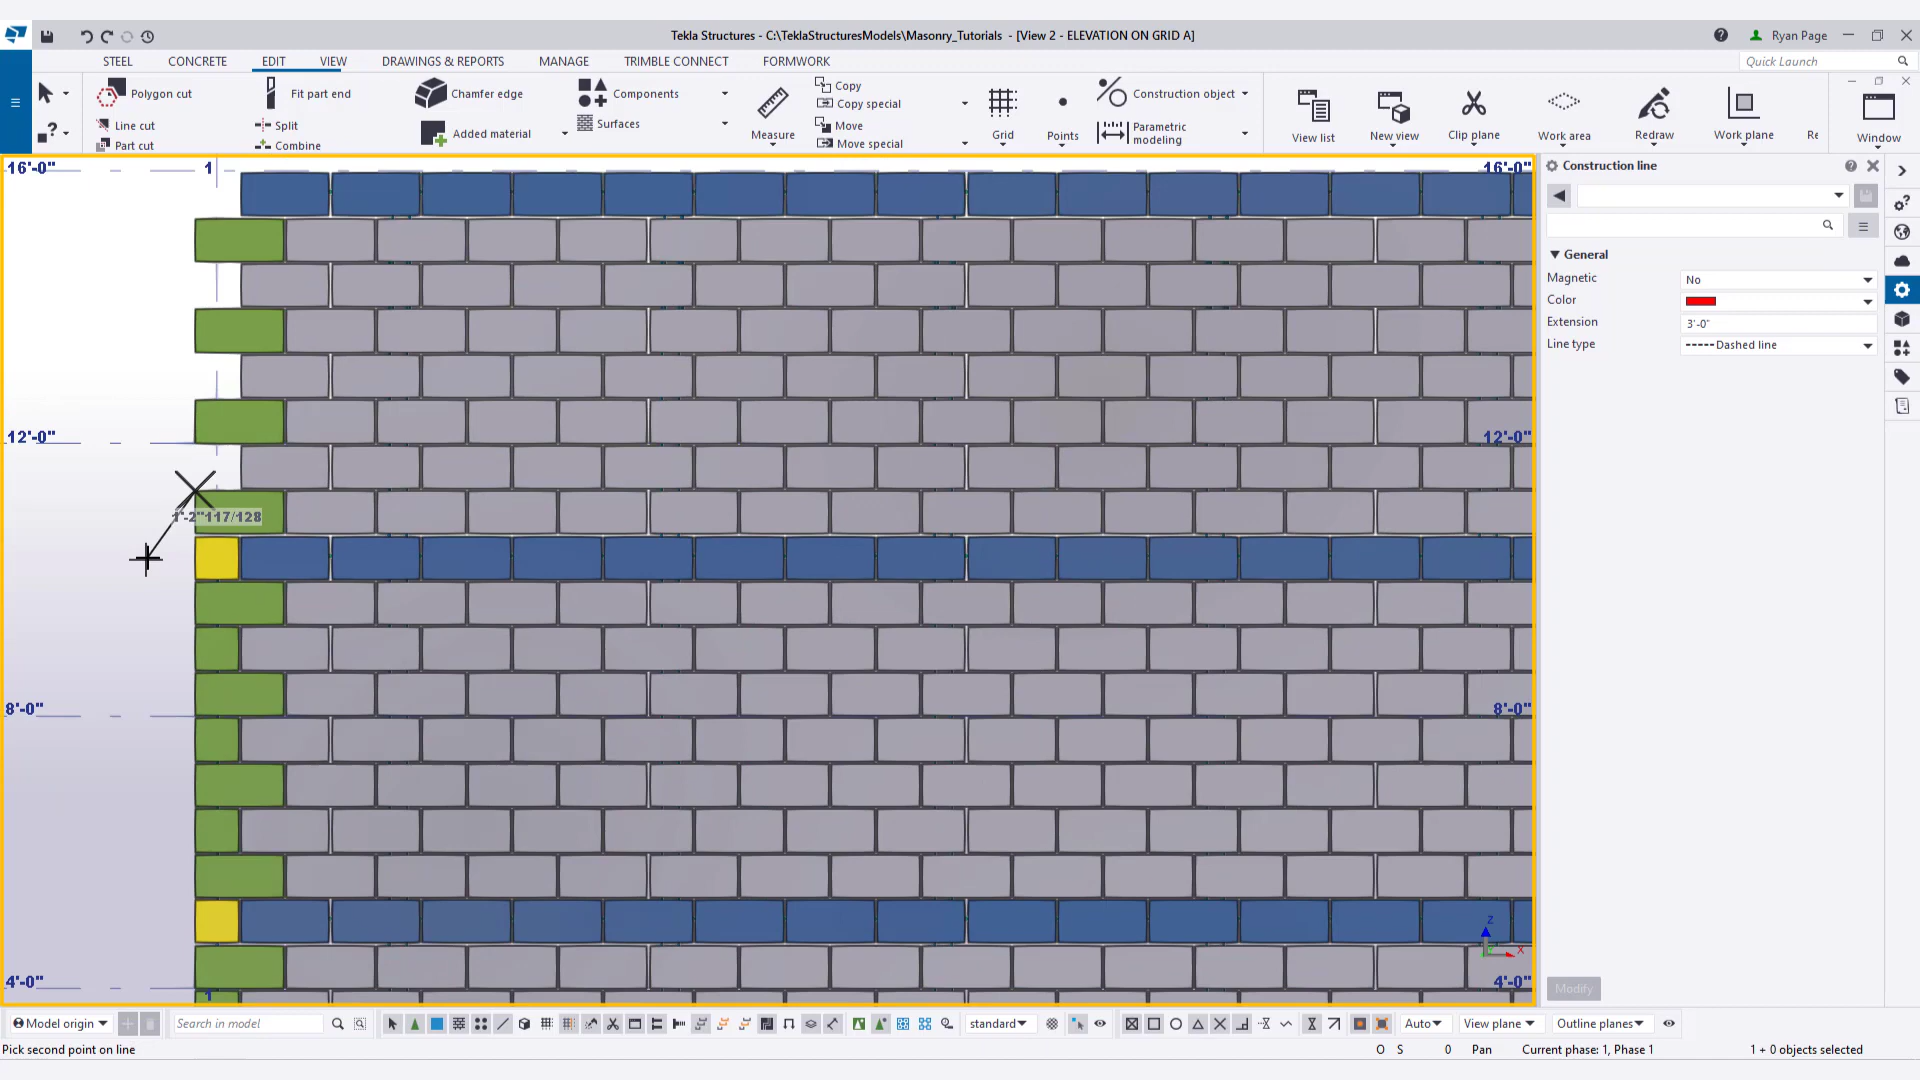 Tekla Structures - C:\TeklaStructuresModels\Masonry_Tutorials - [View 2 - ELEVATION ON GRID A]
Ryan Page
STEEL CONCRETE EDIT VIEW DRAWINGS & REPORTS MANAGE TRIMBLE CONNECT FORMWORK
Quick Launch
Polygon cut
Line cut
Part cut
Fit part end
Split
Combine
Chamfer edge
Added material
Components
Surfaces
Measure
Copy
Copy special
Move
Move special
Grid
Points
Construction object
Parametric
modeling
View list
New view
Clip plane
Work area
Redraw
Work plane
Re
Window
16'-0" 1 16'-0"
12'-0" 12'-0"
1'-2"117/128
8'-0" 8'-0"
Z
X
4'-0" 1 4'-0"
Construction line
General
Magnetic No
Color
Extension 3'-0"
Line type Dashed line
Modify
Model origin Search in model standard Auto View plane Outline planes
Pick second point on line O S 0 Pan Current phase: 1, Phase 1 1 + 0 objects selected